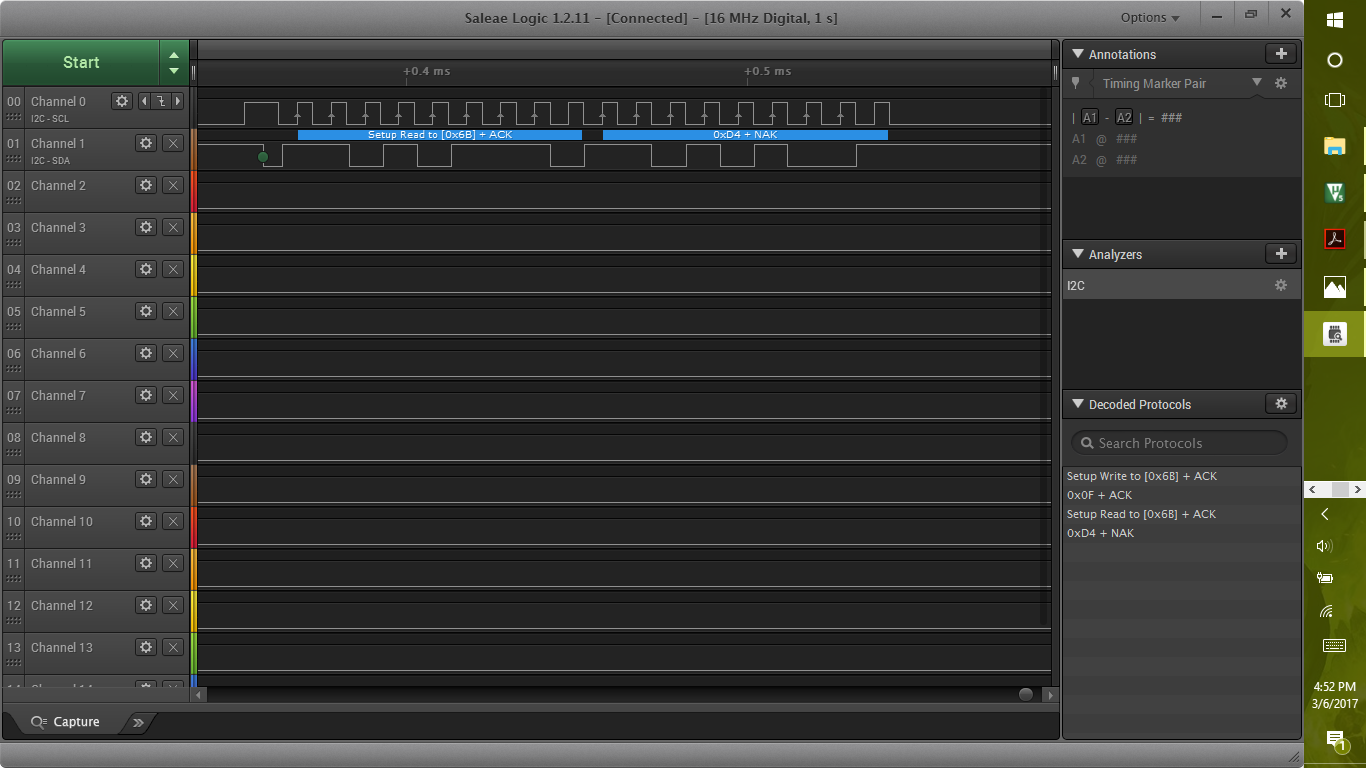 Saleae Logic 1.2.11 – [Connected] – [16 MHz Digital, 1 s]
Options
Start
+0.4 ms
+0.5 ms
00 Channel 0
I2C - SCL
Setup Read to [0x6B] + ACK
0xD4 + NAK
01 Channel 1
I2C - SDA
02 Channel 2
03 Channel 3
04 Channel 4
05 Channel 5
06 Channel 6
07 Channel 7
08 Channel 8
09 Channel 9
10 Channel 10
11 Channel 11
12 Channel 12
13 Channel 13
Capture
Annotations
Timing Marker Pair
| A1 - A2 | = ###
A1 @ ###
A2 @ ###
Analyzers
I2C
Decoded Protocols
Search Protocols
Setup Write to [0x6B] + ACK
0x0F + ACK
Setup Read to [0x6B] + ACK
0xD4 + NAK
4:52 PM
3/6/2017
1